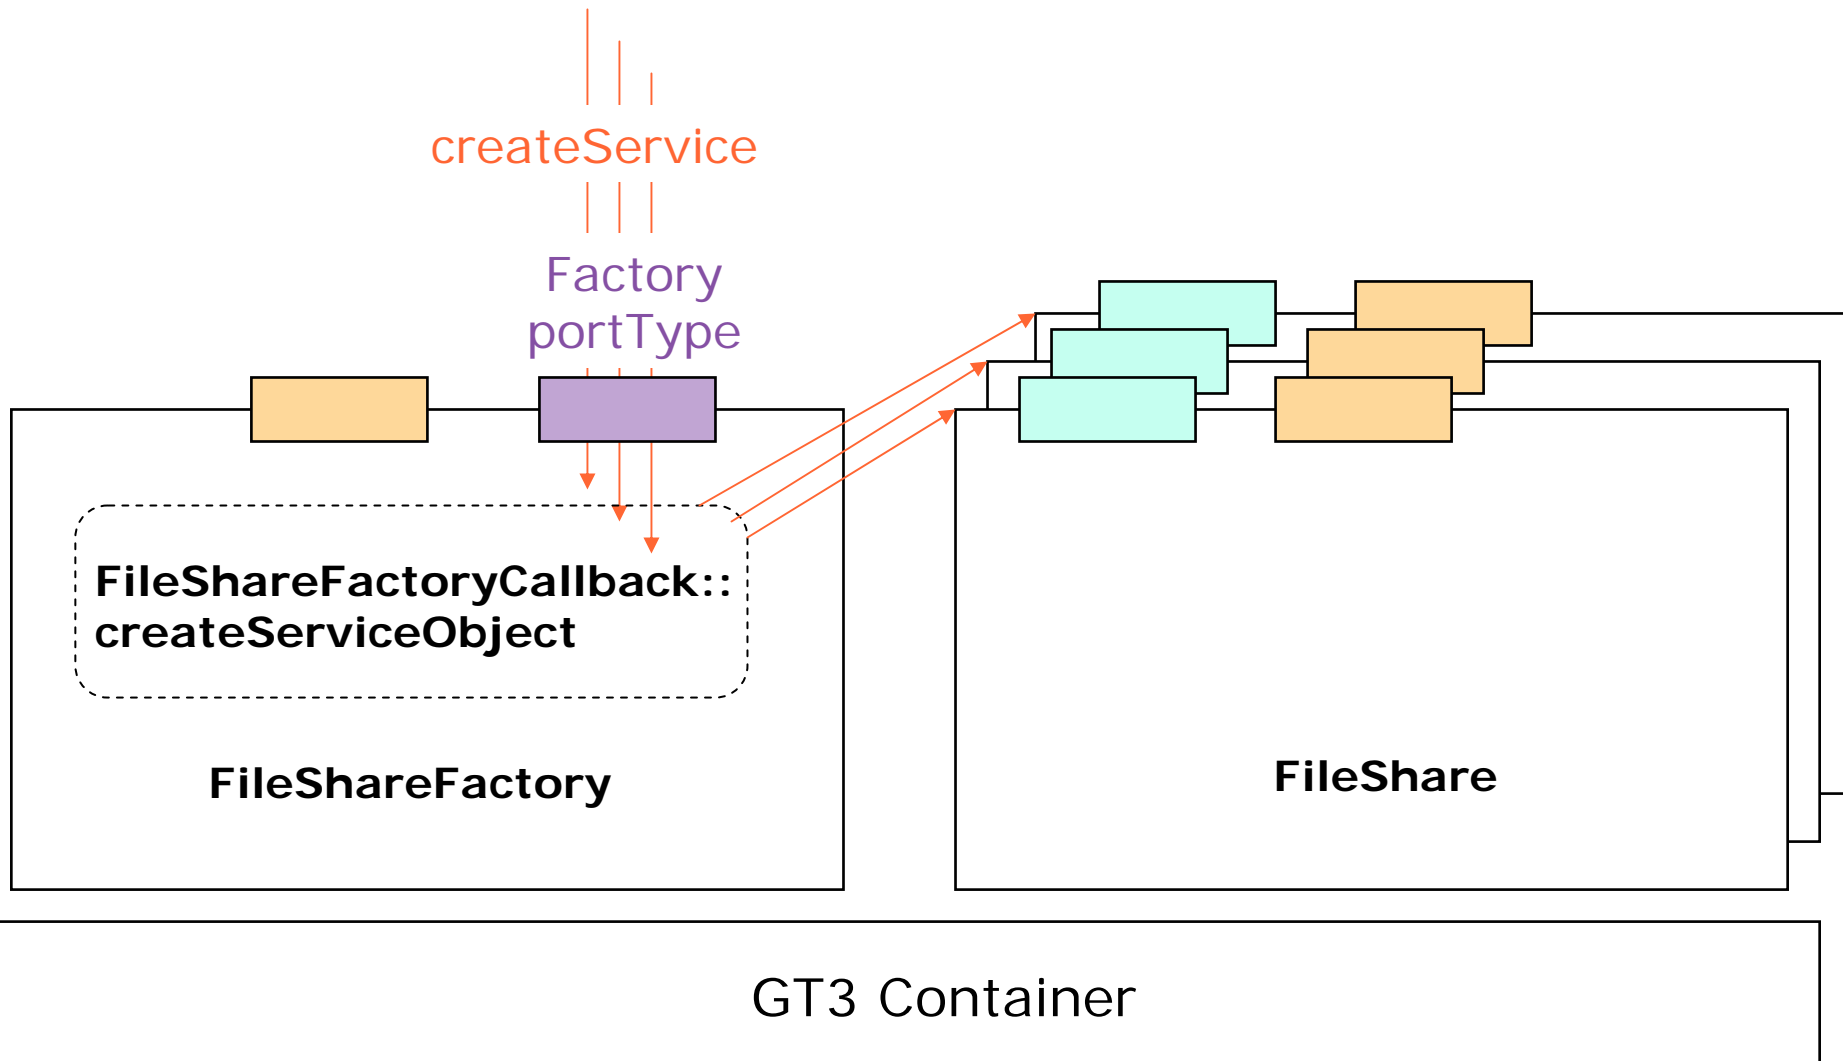 createService
Factory
portType
FileShareFactoryCallback::
createServiceObject
FileShareFactory
FileShare
GT3 Container